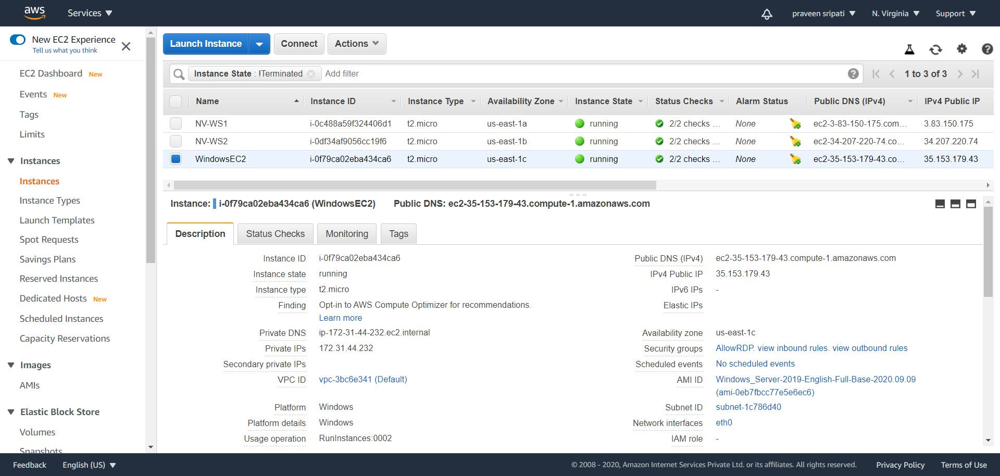 aws Services praveen sripati N. Virginia Support
New EC2 Experience
Tell us what you think
EC2 Dashboard New
Events New
Tags
Limits
Instances
Instances
Instance Types
Launch Templates
Spot Requests
Savings Plans
Reserved Instances
Dedicated Hosts New
Scheduled Instances
Capacity Reservations
Images
AMIs
Elastic Block Store
Volumes
Snapshots
Launch Instance Connect Actions
Instance State : !Terminated Add filter 1 to 3 of 3
Name Instance ID Instance Type Availability Zone Instance State Status Checks Alarm Status Public DNS (IPv4) IPv4 Public IP
NV-WS1 i-0c488a59f324406d1 t2.micro us-east-1a running 2/2 checks ... None ec2-3-83-150-175.com... 3.83.150.175
NV-WS2 i-0df34af9056cc19f6 t2.micro us-east-1b running 2/2 checks ... None ec2-34-207-220-74.co... 34.207.220.74
WindowsEC2 i-0f79ca02eba434ca6 t2.micro us-east-1c running 2/2 checks ... None ec2-35-153-179-43.co... 35.153.179.43
Instance: i-0f79ca02eba434ca6 (WindowsEC2) Public DNS: ec2-35-153-179-43.compute-1.amazonaws.com
Description Status Checks Monitoring Tags
Instance ID i-0f79ca02eba434ca6
Instance state running
Instance type t2.micro
Finding Opt-in to AWS Compute Optimizer for recommendations.
Learn more
Private DNS ip-172-31-44-232.ec2.internal
Private IPs 172.31.44.232
Secondary private IPs
VPC ID vpc-3bc6e341 (Default)
Platform Windows
Platform details Windows
Usage operation RunInstances:0002
Public DNS (IPv4) ec2-35-153-179-43.compute-1.amazonaws.com
IPv4 Public IP 35.153.179.43
IPv6 IPs -
Elastic IPs
Availability zone us-east-1c
Security groups AllowRDP. view inbound rules. view outbound rules
Scheduled events No scheduled events
AMI ID Windows_Server-2019-English-Full-Base-2020.09.09
(ami-0eb7fbcc77e5e6ec6)
Subnet ID subnet-1c786d40
Network interfaces eth0
IAM role -
Feedback English (US) © 2008 - 2020, Amazon Internet Services Private Ltd. or its affiliates. All rights reserved. Privacy Policy Terms of Use